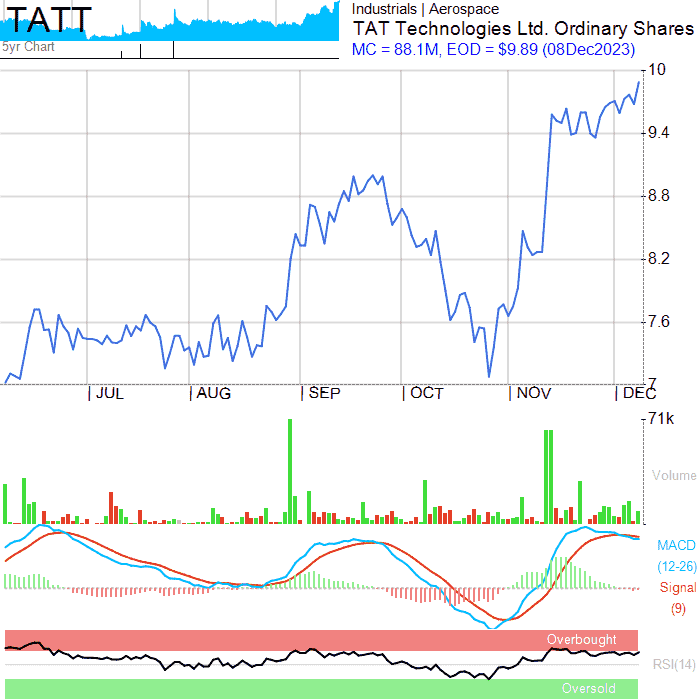 TATT
5yr Chart
Industrials | Aerospace
TAT Technologies Ltd. Ordinary Shares
MC = 88.1M, EOD = $9.89 (08Dec2023)
10
9.4
8.8
8.2
7.6
7
JUL AUG SEP OCT NOV DEC
71k
Volume
MACD
(12-26)
Signal
(9)
Overbought
RSI(14)
Oversold